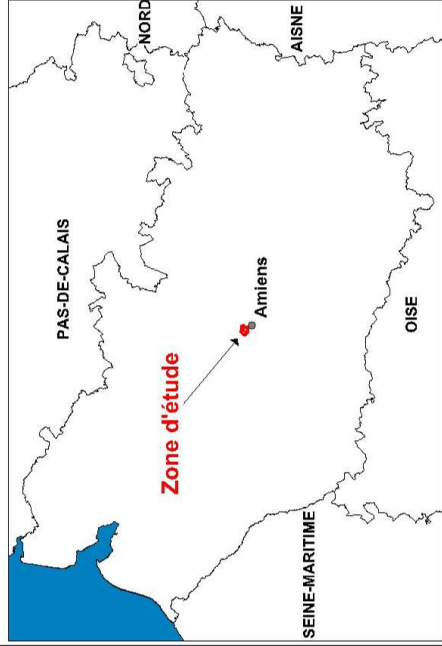 NORD
PAS-DE-CALAIS
AISNE
Zone d'étude
Amiens
OISE
SEINE-MARITIME